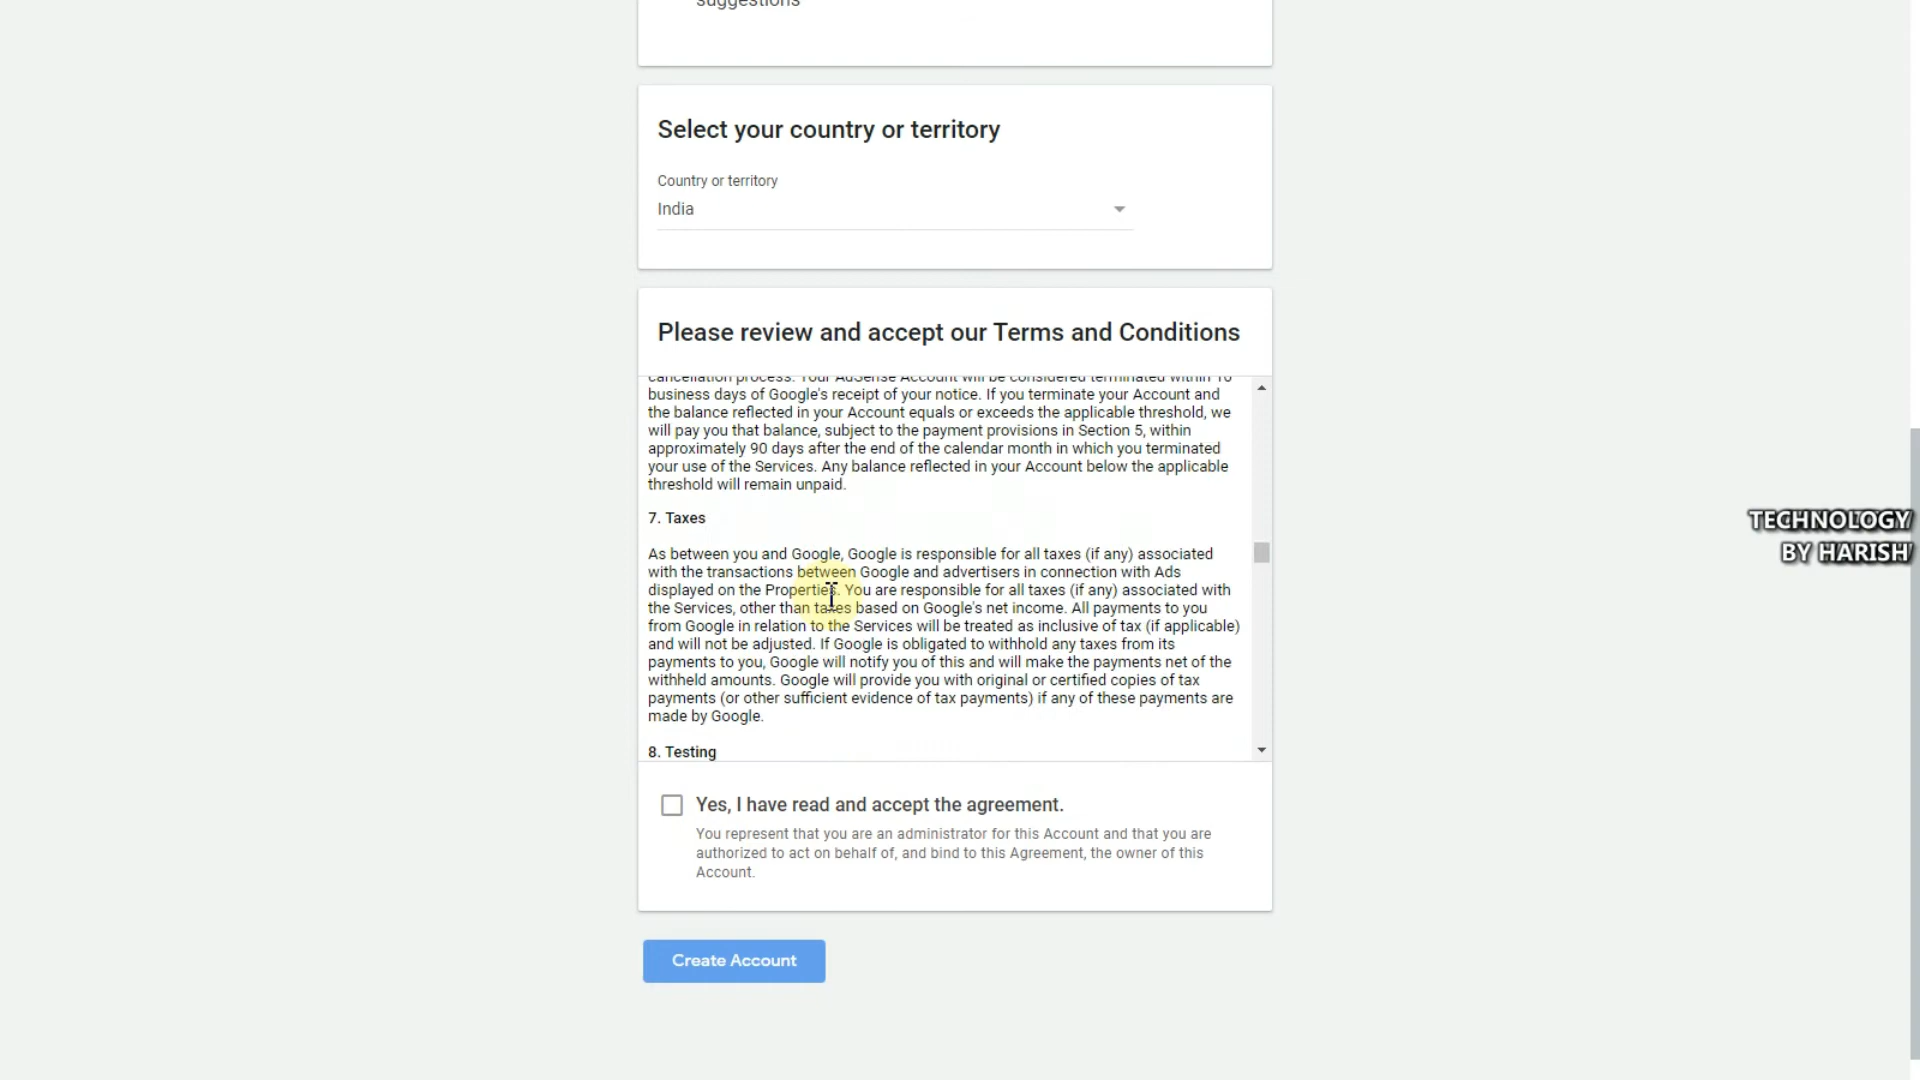 suggestions
Select your country or territory
Country or territory
India
Please review and accept our Terms and Conditions
cancellation process. Your AdSense Account will be considered terminated within 10
business days of Google's receipt of your notice. If you terminate your Account and
the balance reflected in your Account equals or exceeds the applicable threshold, we
will pay you that balance, subject to the payment provisions in Section 5, within
approximately 90 days after the end of the calendar month in which you terminated
your use of the Services. Any balance reflected in your Account below the applicable
threshold will remain unpaid.
7. Taxes
As between you and Google, Google is responsible for all taxes (if any) associated
with the transactions between Google and advertisers in connection with Ads
displayed on the Properties. You are responsible for all taxes (if any) associated with
the Services, other than taxes based on Google's net income. All payments to you
from Google in relation to the Services will be treated as inclusive of tax (if applicable)
and will not be adjusted. If Google is obligated to withhold any taxes from its
payments to you, Google will notify you of this and will make the payments net of the
withheld amounts. Google will provide you with original or certified copies of tax
payments (or other sufficient evidence of tax payments) if any of these payments are
made by Google.
8. Testing
Yes, I have read and accept the agreement.
You represent that you are an administrator for this Account and that you are
authorized to act on behalf of, and bind to this Agreement, the owner of this
Account.
Create Account
TECHNOLOGY
BY HARISH